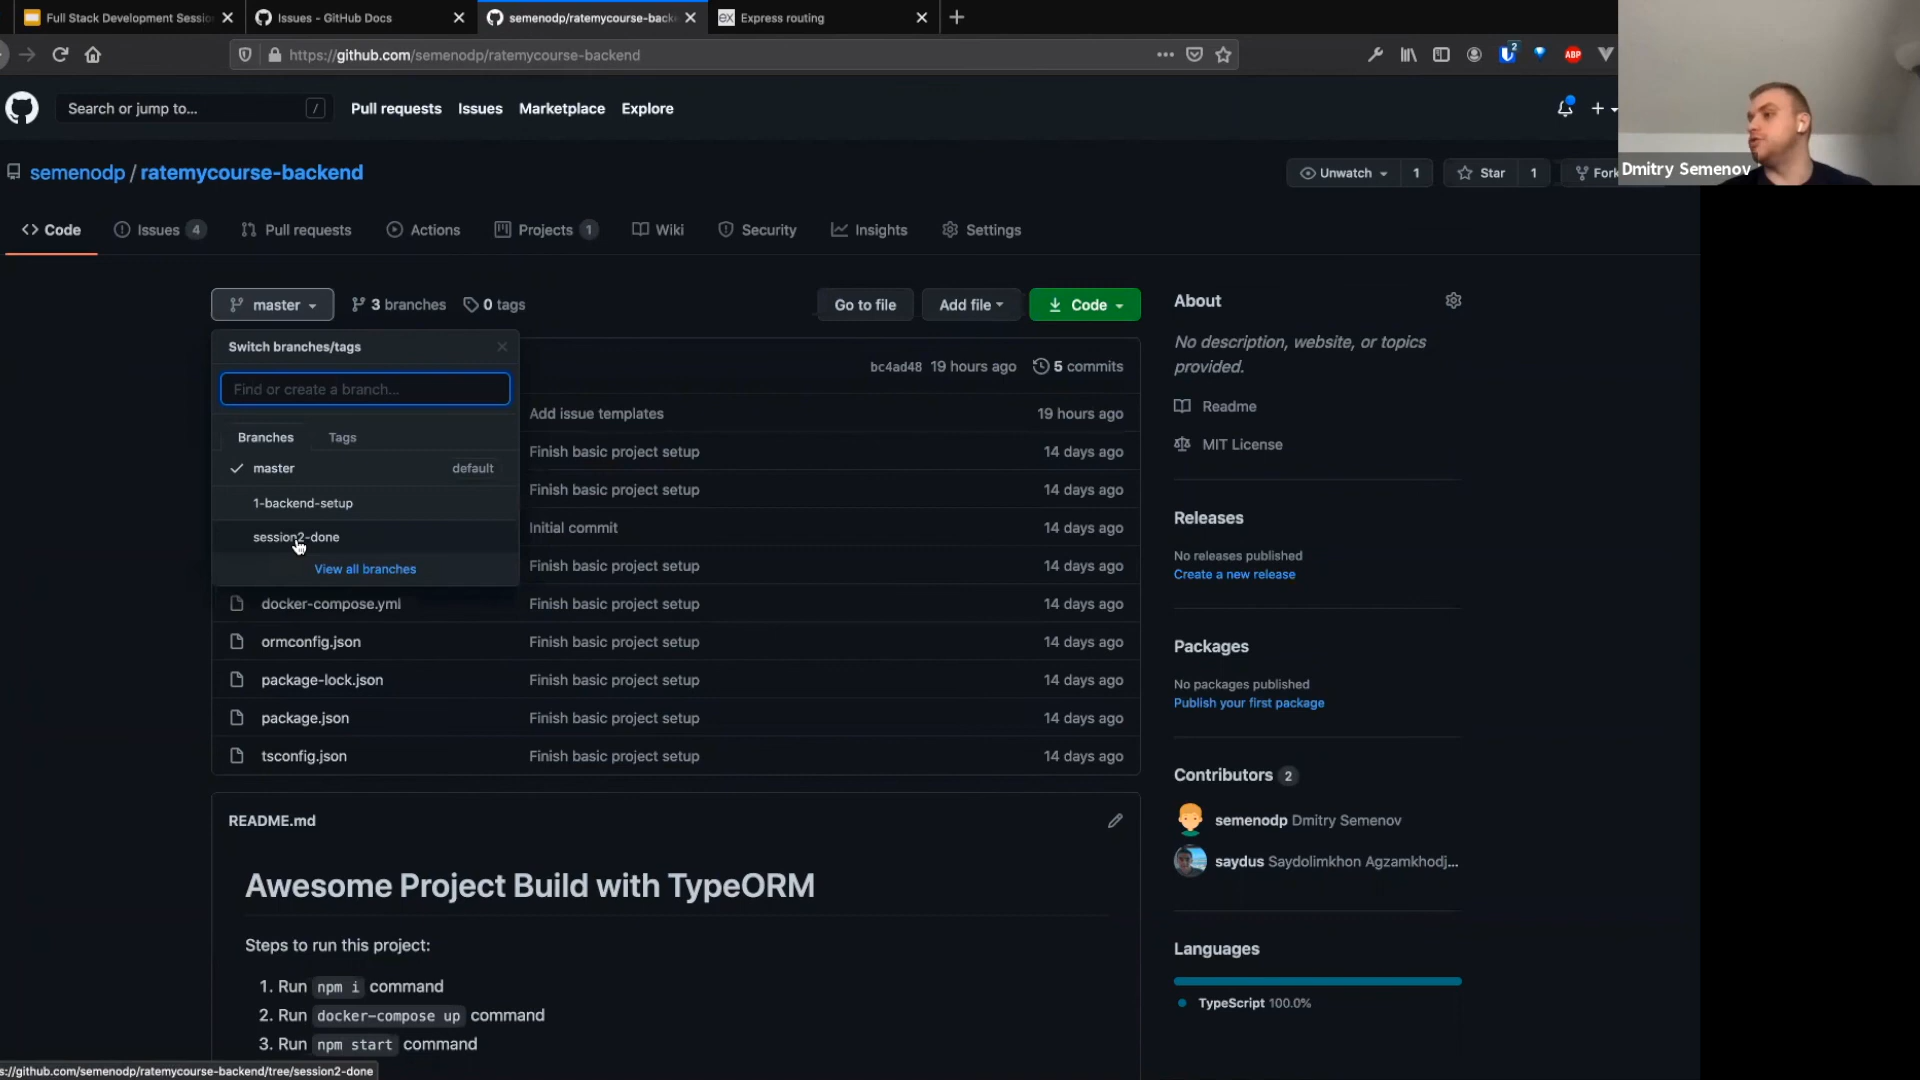 Full Stack Development Sessio
Issues - GitHub Docs
semenodp/ratemycourse-back
ex Express routing
https://github.com/semenodp/ratemycourse-backend
2
ABP
Search or jump to...
/
Pull requests
Issues
Marketplace
Explore
Dmitry Semenov
semenodp / ratemycourse-backend
Unwatch 1
Star 1
Fork
Code
Issues 4
Pull requests
Actions
Projects 1
Wiki
Security
Insights
Settings
master
3 branches
0 tags
Go to file
Add file
Code
Switch branches/tags
Find or create a branch...
Branches
Tags
master default
1-backend-setup
session2-done
View all branches
bc4ad48 19 hours ago 5 commits
Add issue templates 19 hours ago
Finish basic project setup 14 days ago
Finish basic project setup 14 days ago
Initial commit 14 days ago
Finish basic project setup 14 days ago
docker-compose.yml Finish basic project setup 14 days ago
ormconfig.json Finish basic project setup 14 days ago
package-lock.json Finish basic project setup 14 days ago
package.json Finish basic project setup 14 days ago
tsconfig.json Finish basic project setup 14 days ago
README.md
Awesome Project Build with TypeORM
Steps to run this project:
1. Run npm i command
2. Run docker-compose up command
3. Run npm start command
About
No description, website, or topics
provided.
Readme
MIT License
Releases
No releases published
Create a new release
Packages
No packages published
Publish your first package
Contributors 2
semenodp Dmitry Semenov
saydus Saydolimkhon Agzamkhodj...
Languages
TypeScript 100.0%
s://github.com/semenodp/ratemycourse-backend/tree/session2-done